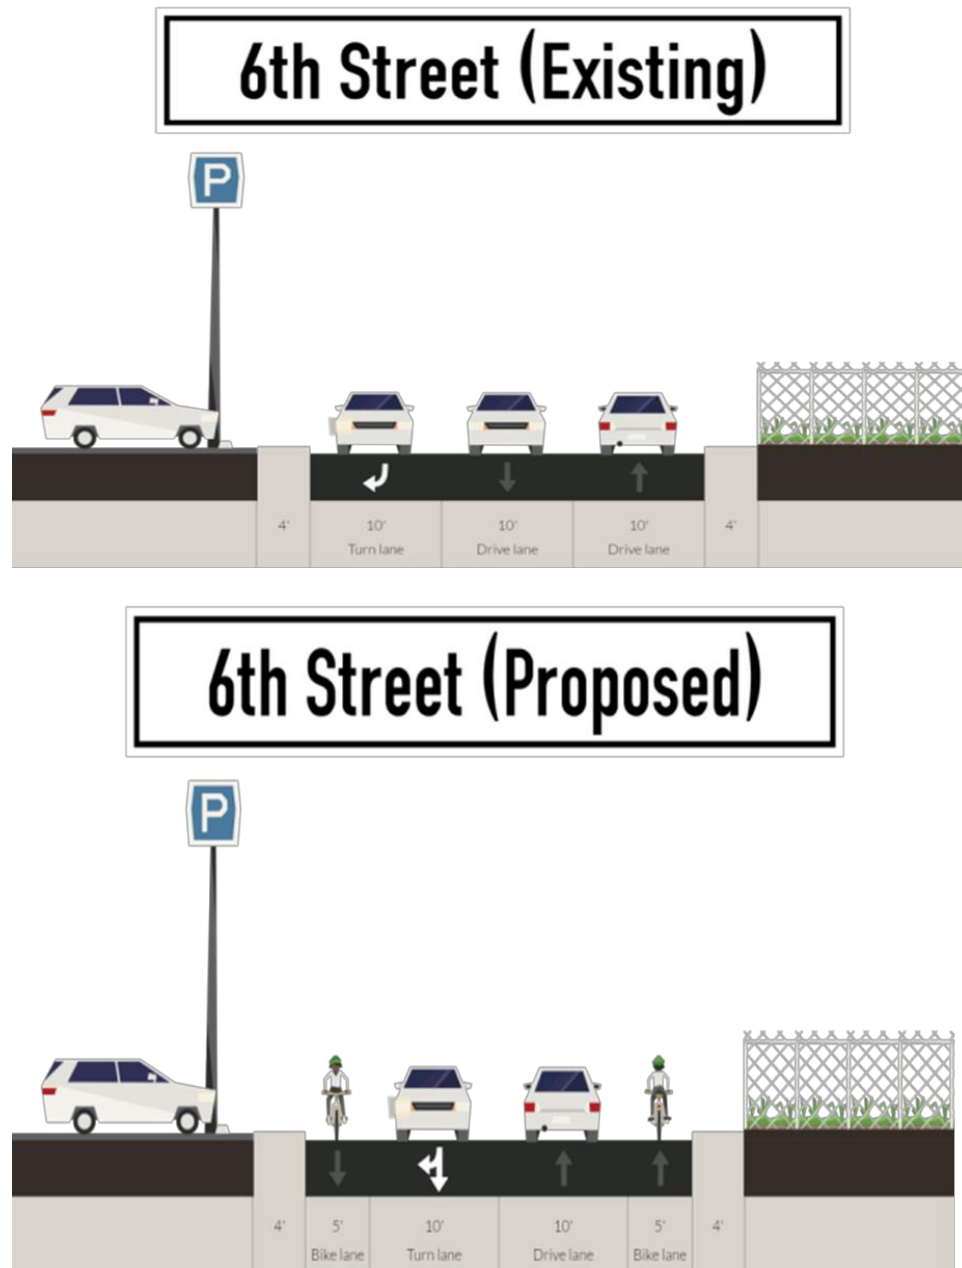 6th Street (Existing)
P
4' 10' 10' 10' 4'
Turn lane Drive lane Drive lane
6th Street (Proposed)
P
4' 5' 10' 10' 5' 4'
Bike lane Turn lane Drive lane Bike lane